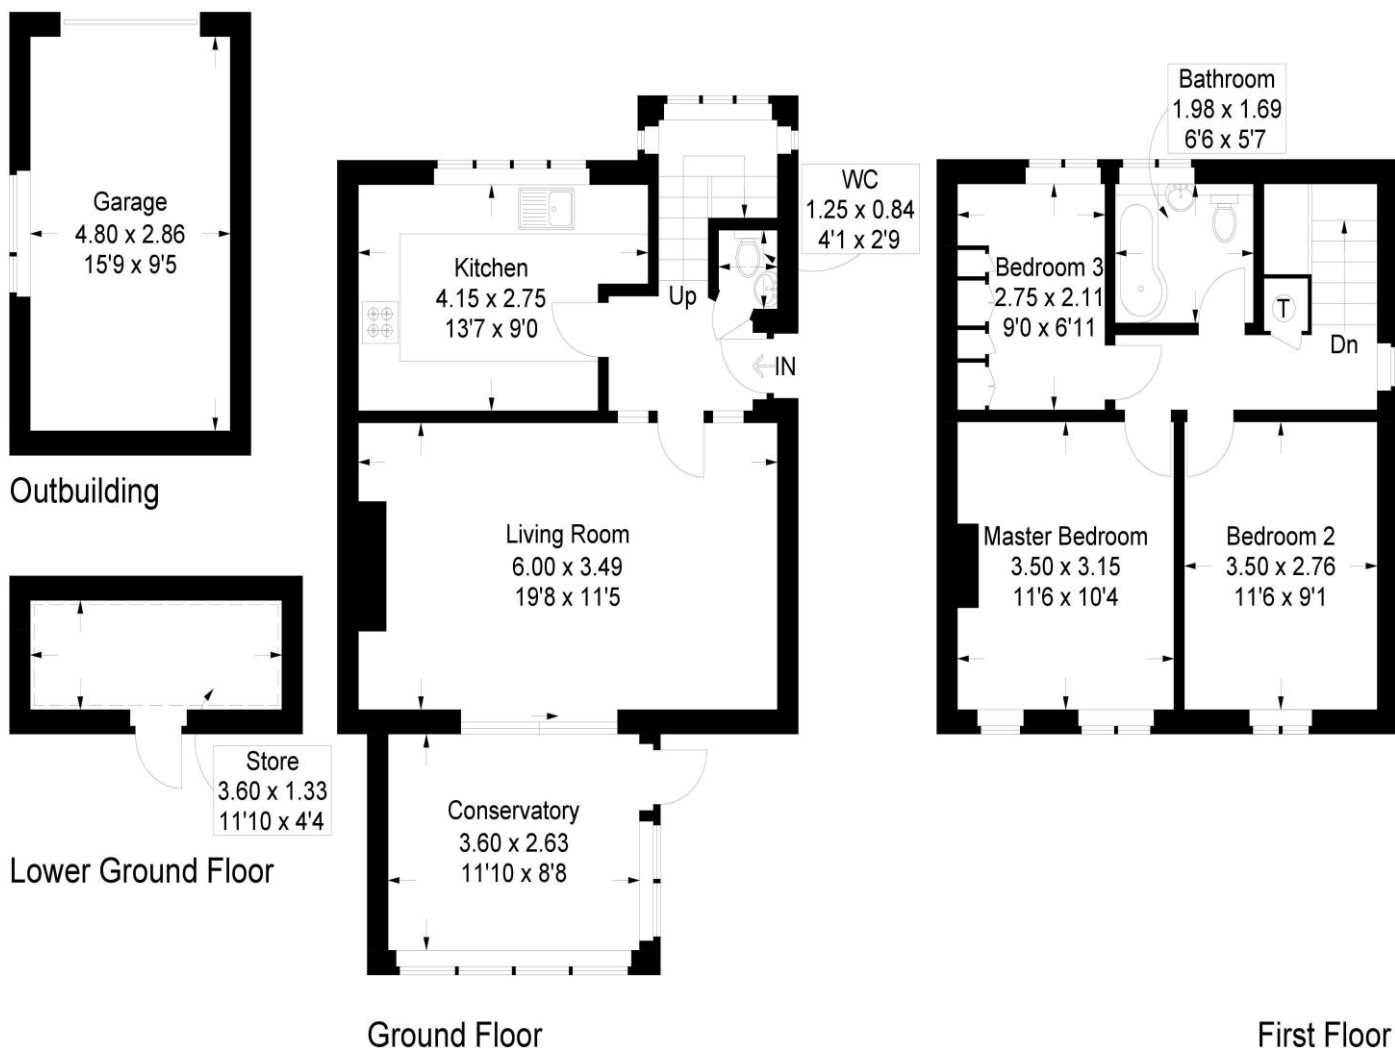 Garage
4.80 x 2.86
15'9 x 9'5
Outbuilding
Store
3.60 x 1.33
11'10 x 4'4
Lower Ground Floor
Kitchen
4.15 x 2.75
13'7 x 9'0
Up
WC
1.25 x 0.84
4'1 x 2'9
IN
Living Room
6.00 x 3.49
19'8 x 11'5
Conservatory
3.60 x 2.63
11'10 x 8'8
Ground Floor
Bathroom
1.98 x 1.69
6'6 x 5'7
Bedroom 3
2.75 x 2.11
9'0 x 6'11
T
Dn
Master Bedroom
3.50 x 3.15
11'6 x 10'4
Bedroom 2
3.50 x 2.76
11'6 x 9'1
First Floor